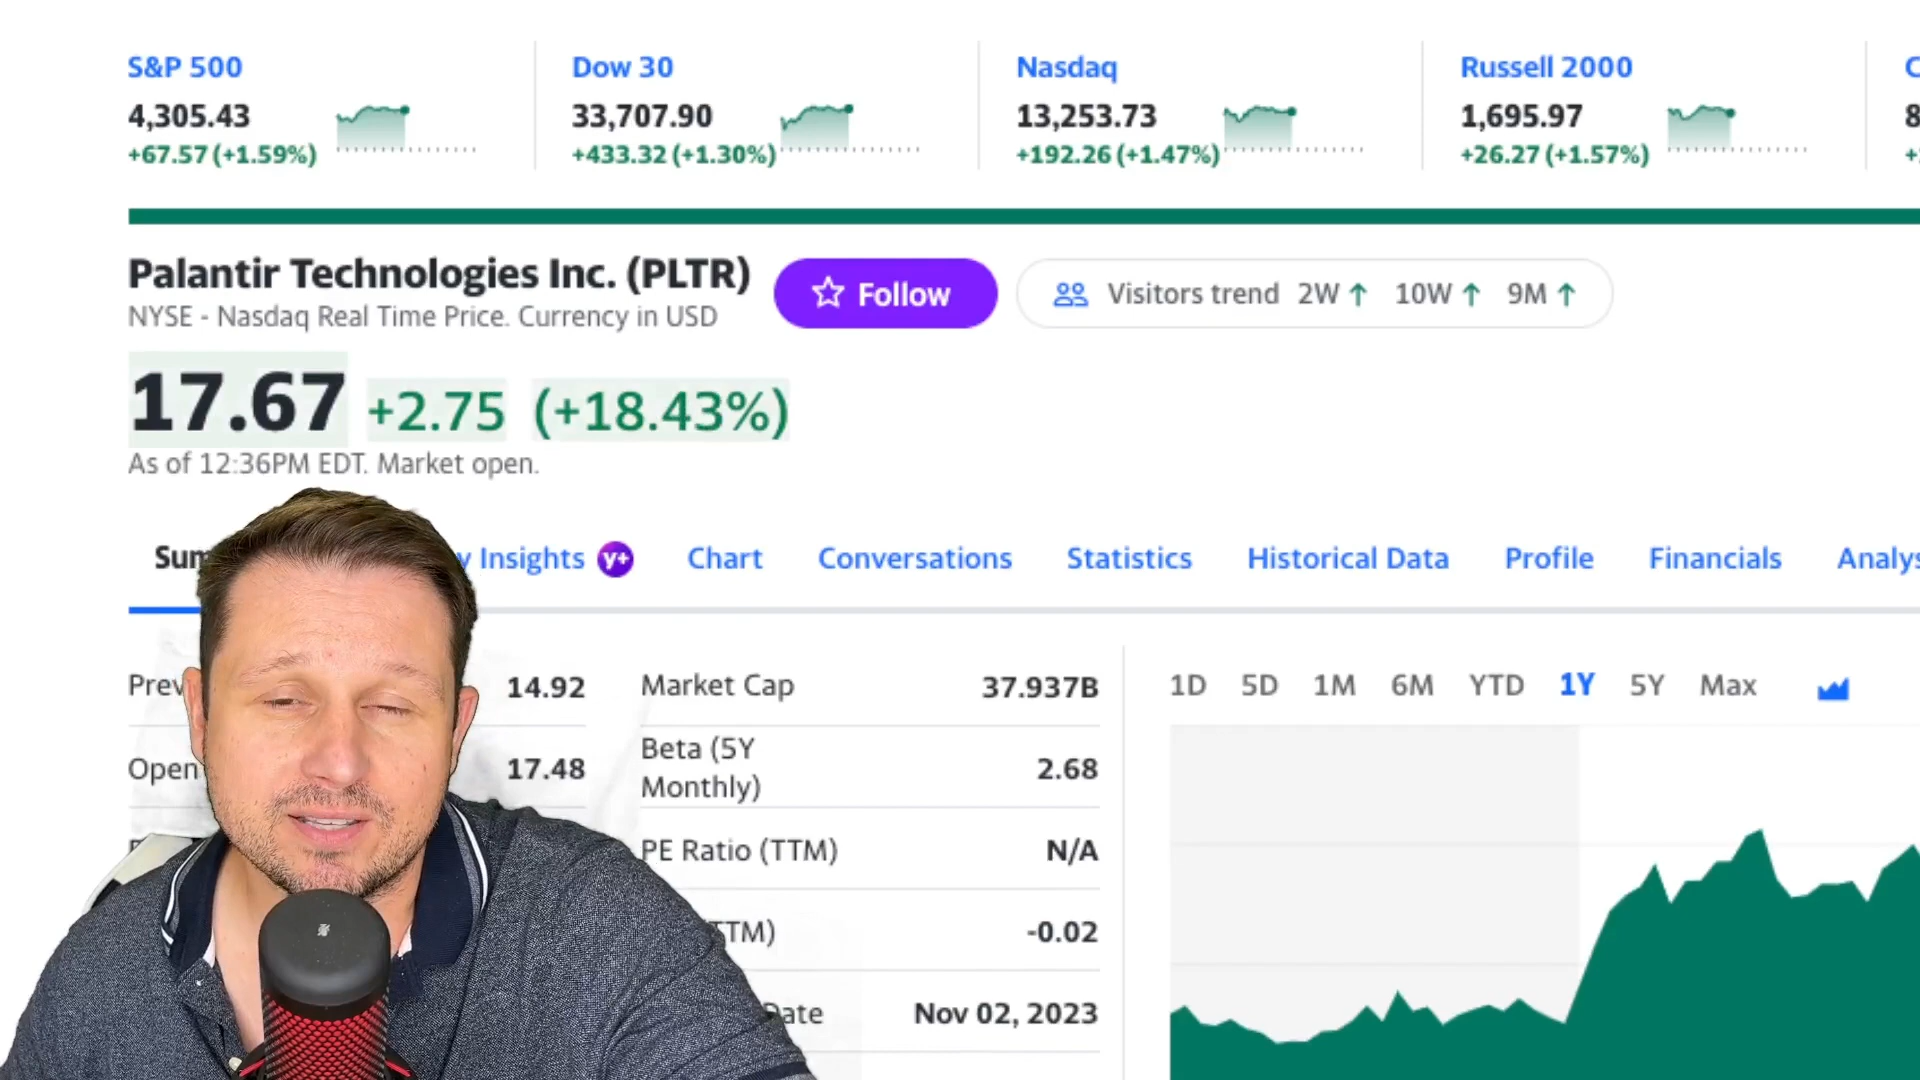 S&P 500
4,305.43
+67.57 (+1.59%)
Dow 30
33,707.90
+433.32 (+1.30%)
Nasdaq
13,253.73
+192.26 (+1.47%)
Russell 2000
1,695.97
+26.27 (+1.57%)
Palantir Technologies Inc. (PLTR)
NYSE - Nasdaq Real Time Price. Currency in USD
Follow
Visitors trend 2W ↑ 10W ↑ 9M ↑
17.67 +2.75 (+18.43%)
As of 12:36PM EDT. Market open.
Insights y+ Chart Conversations Statistics Historical Data Profile Financials
14.92
Open 17.48
Market Cap 37.937B
Beta (5Y
Monthly) 2.68
PE Ratio (TTM) N/A
-0.02
Nov 02, 2023
1D 5D 1M 6M YTD 1Y 5Y Max